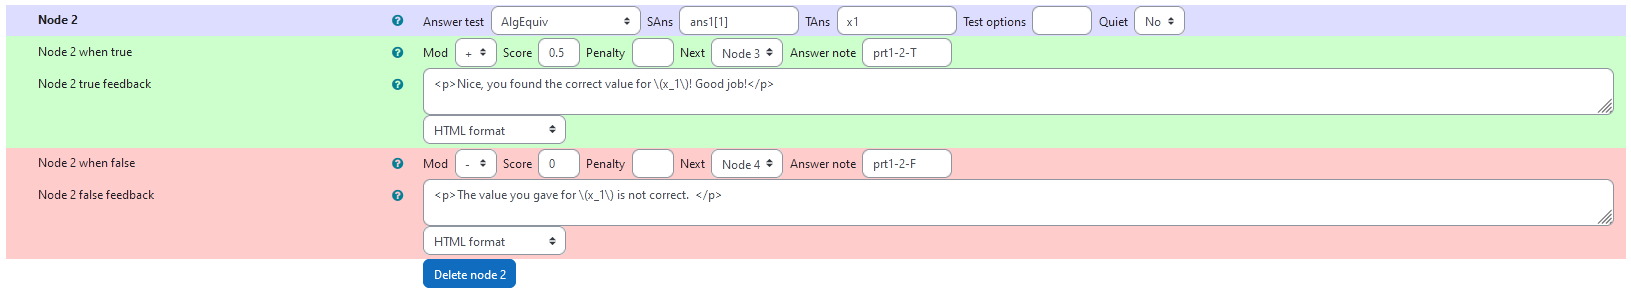 Node 2 Answer test AlgEquiv SAns ans1[1] TAns x1 Test options Quiet No
Node 2 when true Mod + Score 0.5 Penalty Next Node 3 Answer note prt1-2-T
Node 2 true feedback <p>Nice, you found the correct value for \(x_1\)! Good job!</p>
HTML format
Node 2 when false Mod - Score 0 Penalty Next Node 4 Answer note prt1-2-F
Node 2 false feedback <p>The value you gave for \(x_1\) is not correct.  </p>
HTML format
Delete node 2